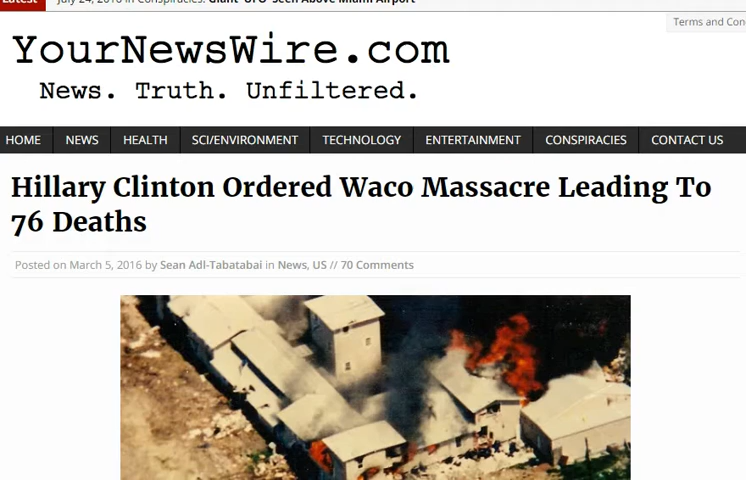 Latest July 24, 2016 in Conspiracies: Giant 'UFO' Seen Above Miami Airport
Terms and
YourNewsWire.com
News. Truth. Unfiltered.
HOME NEWS HEALTH SCI/ENVIRONMENT TECHNOLOGY ENTERTAINMENT CONSPIRACIES CONTACT US
Hillary Clinton Ordered Waco Massacre Leading To
76 Deaths
Posted on March 5, 2016 by Sean Adl-Tabatabai in News, US // 70 Comments